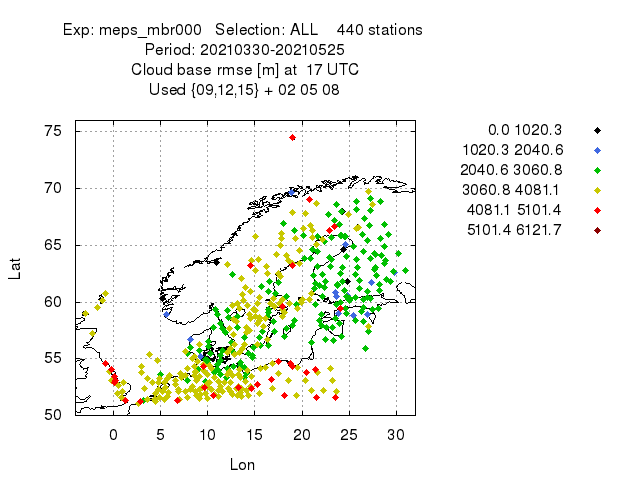 Exp: meps_mbr000 Selection: ALL 440 stations
Period: 20210330-20210525
Cloud base rmse [m] at 17 UTC
Used {09,12,15} + 02 05 08
0.0 1020.3
1020.3 2040.6
2040.6 3060.8
3060.8 4081.1
4081.1 5101.4
5101.4 6121.7
75
70
65
60
55
50
Lat
0 5 10 15 20 25 30
Lon